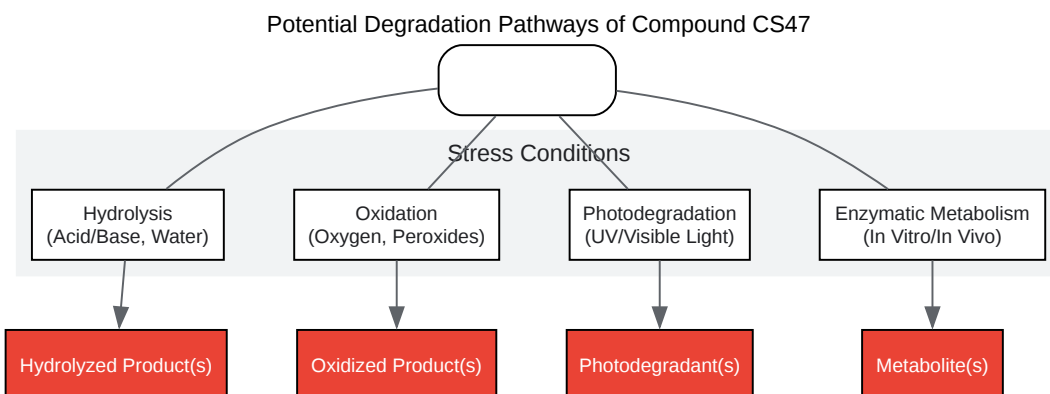 Potential Degradation Pathways of Compound CS47
Stress Conditions
Hydrolysis
(Acid/Base, Water)
Oxidation
(Oxygen, Peroxides)
Photodegradation
(UV/Visible Light)
Enzymatic Metabolism
(In Vitro/In Vivo)
Hydrolyzed Product(s)
Oxidized Product(s)
Photodegradant(s)
Metabolite(s)